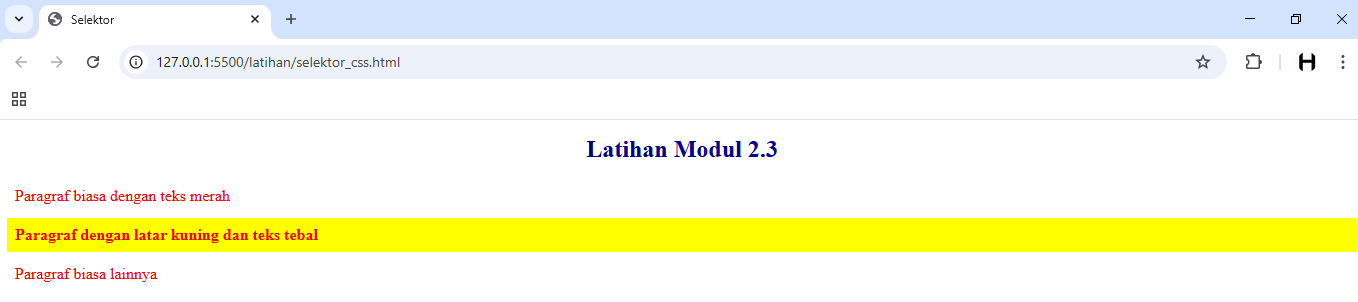 Selektor
127.0.0.1:5500/latihan/selektor_css.html
Latihan Modul 2.3
Paragraf biasa dengan teks merah
Paragraf dengan latar kuning dan teks tebal
Paragraf biasa lainnya